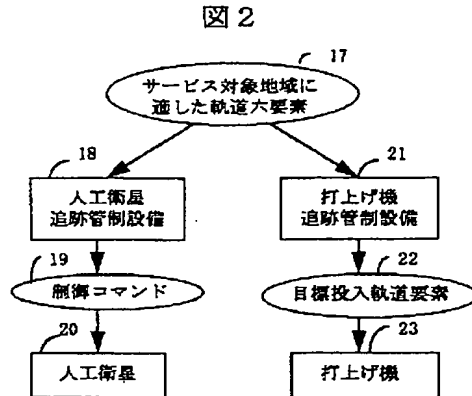 図2
17
サービス対象地域に
適した軌道六要素
18
人工衛星
追跡管制設備
21
打上げ機
追跡管制設備
19
制御コマンド
22
目標投入軌道要素
20
人工衛星
23
打上げ機